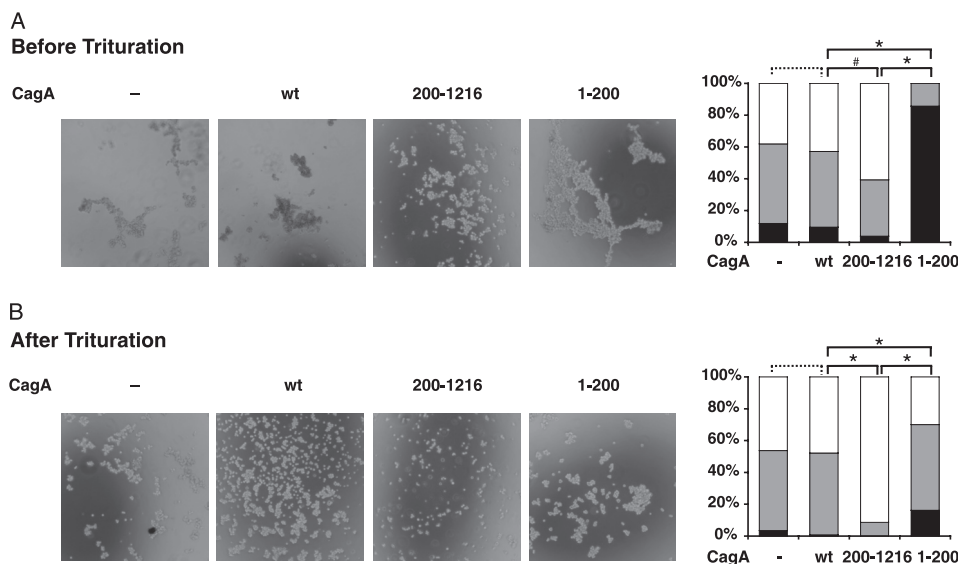 A
Before Trituration
CagA – wt 200-1216 1-200
*
# *
100%
80%
60%
40%
20%
0%
CagA - wt 200-1216 1-200
B
After Trituration
CagA – wt 200-1216 1-200
*
* *
100%
80%
60%
40%
20%
0%
CagA - wt 200-1216 1-200